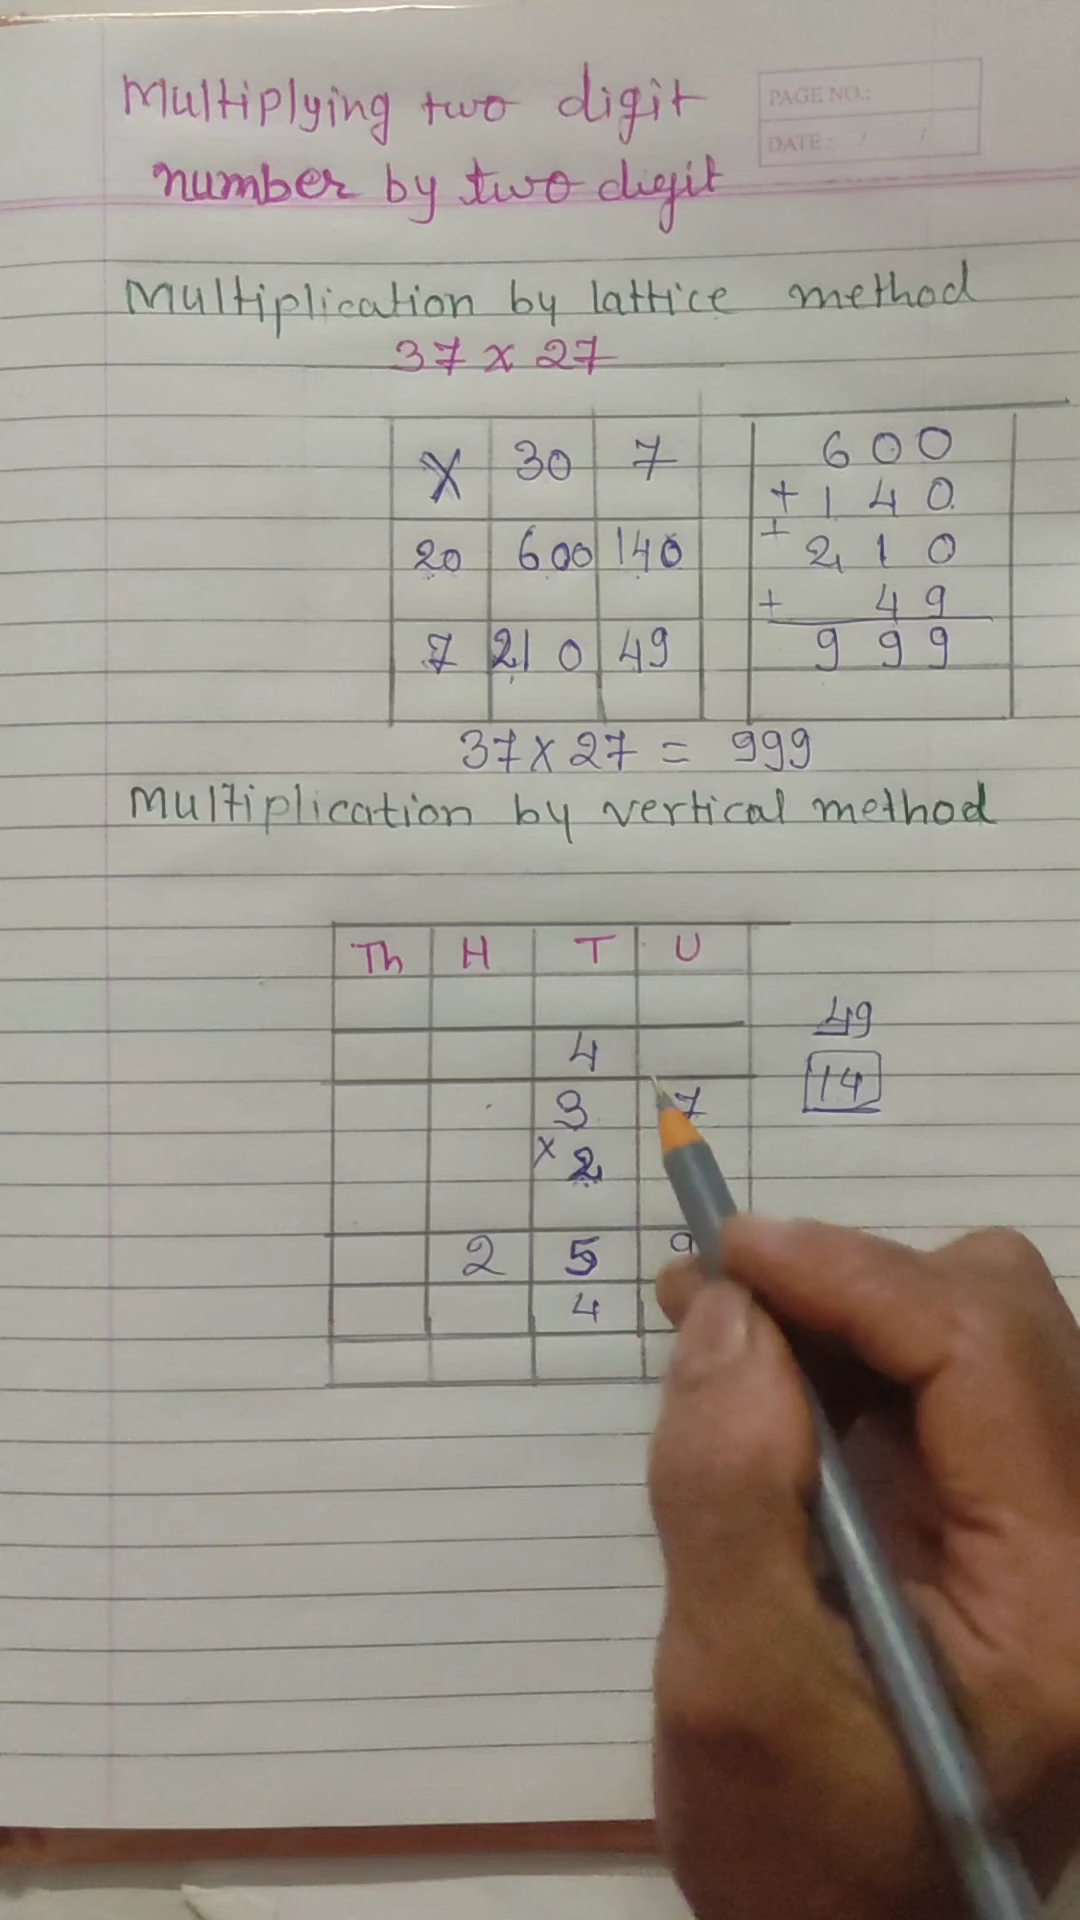 Multiplying two digit
number by two digit
PAGE NO.:
DATE: / /
Multiplication by lattice method
37 x 27
X 30 7
20 600 140
7 210 49
600
+ 140
+ 210
+ 49
999
37 x 27 = 999
Multiplication by vertical method
Th H T U
4
3 7
x 2
2 5 9
4
49
14